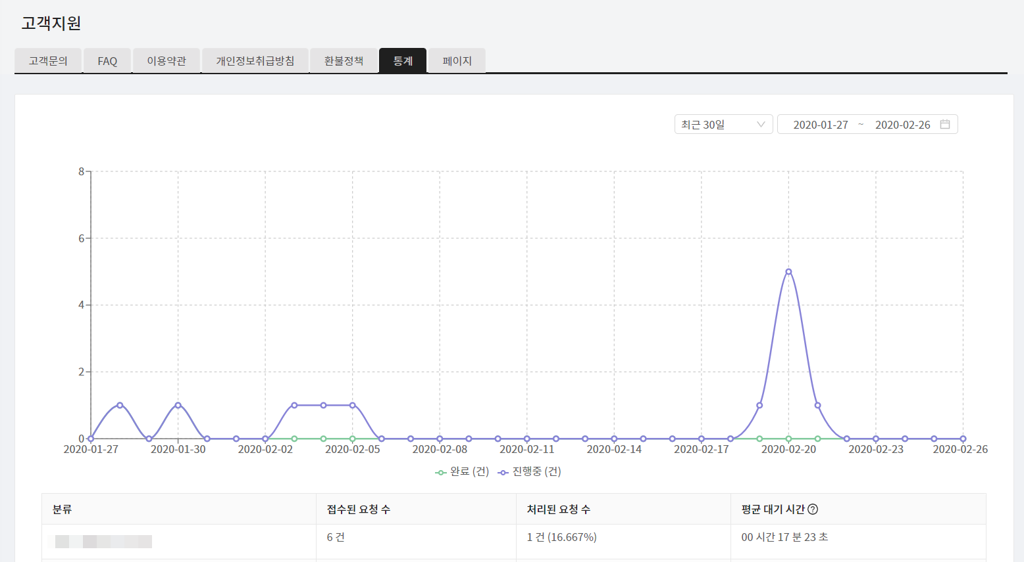 고객지원
고객문의 FAQ 이용약관 개인정보취급방침 환불정책 통계 페이지
최근 30일 2020-01-27 ~ 2020-02-26
8
6
4
2
0
2020-01-27 2020-01-30 2020-02-02 2020-02-05 2020-02-08 2020-02-11 2020-02-14 2020-02-17 2020-02-20 2020-02-23 2020-02-26
완료 (건) 진행중 (건)
분류 접수된 요청 수 처리된 요청 수 평균 대기 시간 ?
6 건 1 건 (16.667%) 00 시간 17 분 23 초